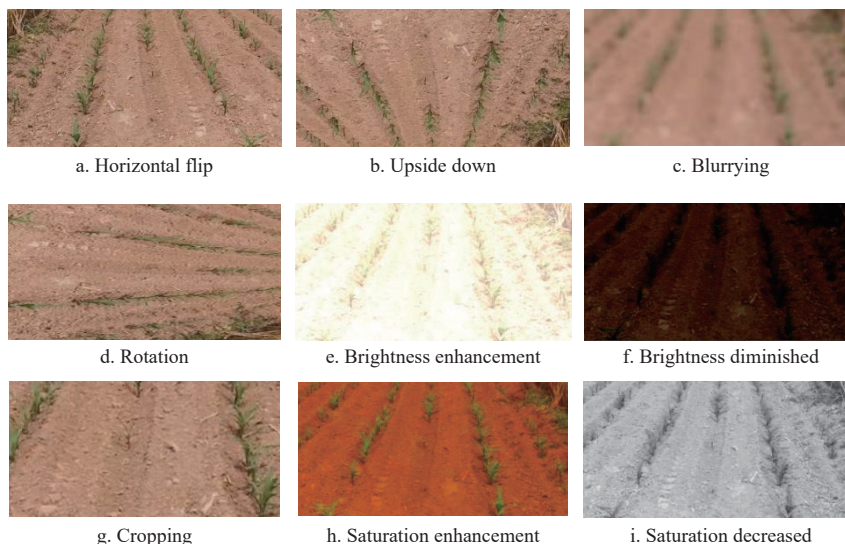 a. Horizontal flip
b. Upside down
c. Blurrying
d. Rotation
e. Brightness enhancement
f. Brightness diminished
g. Cropping
h. Saturation enhancement
i. Saturation decreased